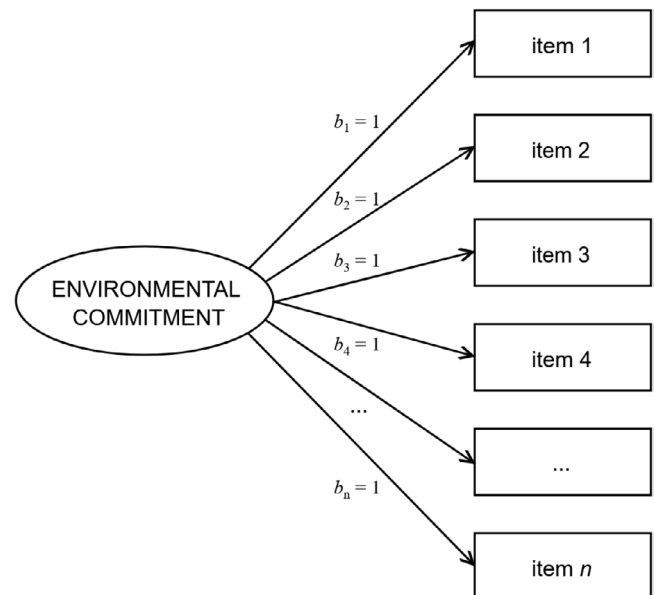 item 1
b₁ = 1
item 2
b₂ = 1
item 3
b₃ = 1
ENVIRONMENTAL
COMMITMENT
item 4
b₄ = 1
...
...
bₙ = 1
item n